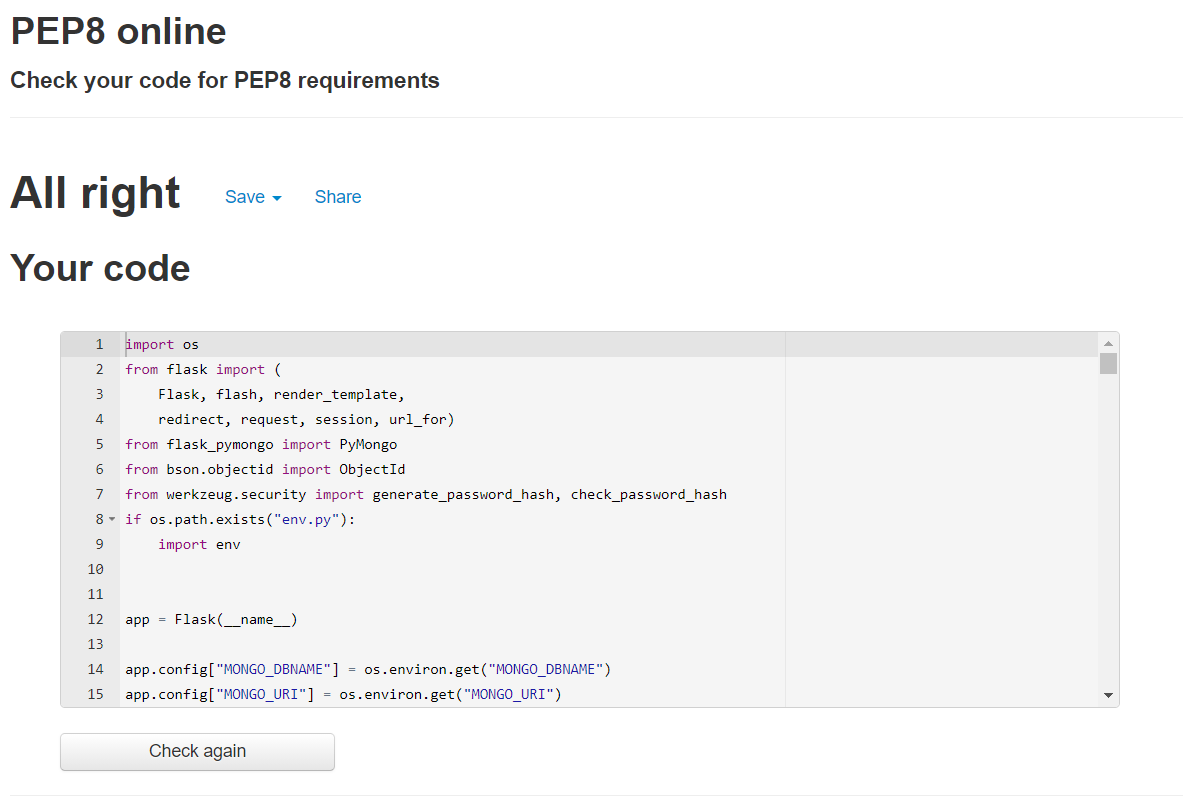 PEP8 online
Check your code for PEP8 requirements
All right Save Share
Your code
1 import os
2 from flask import (
3     Flask, flash, render_template,
4     redirect, request, session, url_for)
5 from flask_pymongo import PyMongo
6 from bson.objectid import ObjectId
7 from werkzeug.security import generate_password_hash, check_password_hash
8 if os.path.exists("env.py"):
9     import env
10
11
12 app = Flask(__name__)
13
14 app.config["MONGO_DBNAME"] = os.environ.get("MONGO_DBNAME")
15 app.config["MONGO_URI"] = os.environ.get("MONGO_URI")
Check again